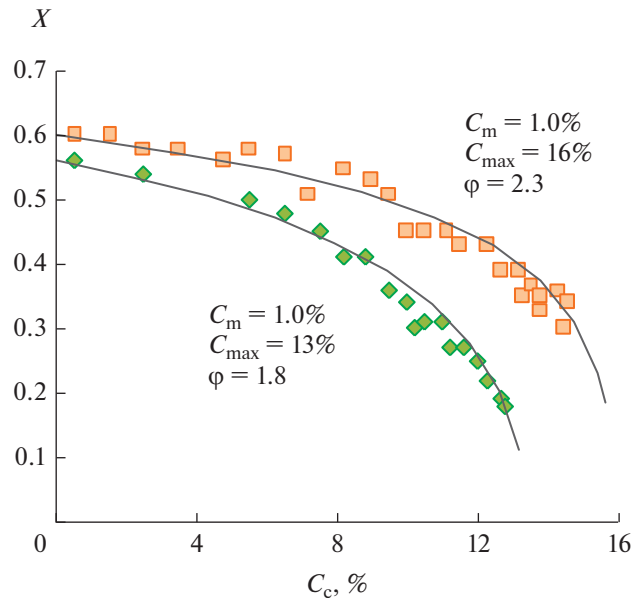 X
0.7
0.6
0.5
0.4
0.3
0.2
0.1
0
4
8
12
16
C_c, %
C_m = 1.0%
C_max = 16%
φ = 2.3
C_m = 1.0%
C_max = 13%
φ = 1.8